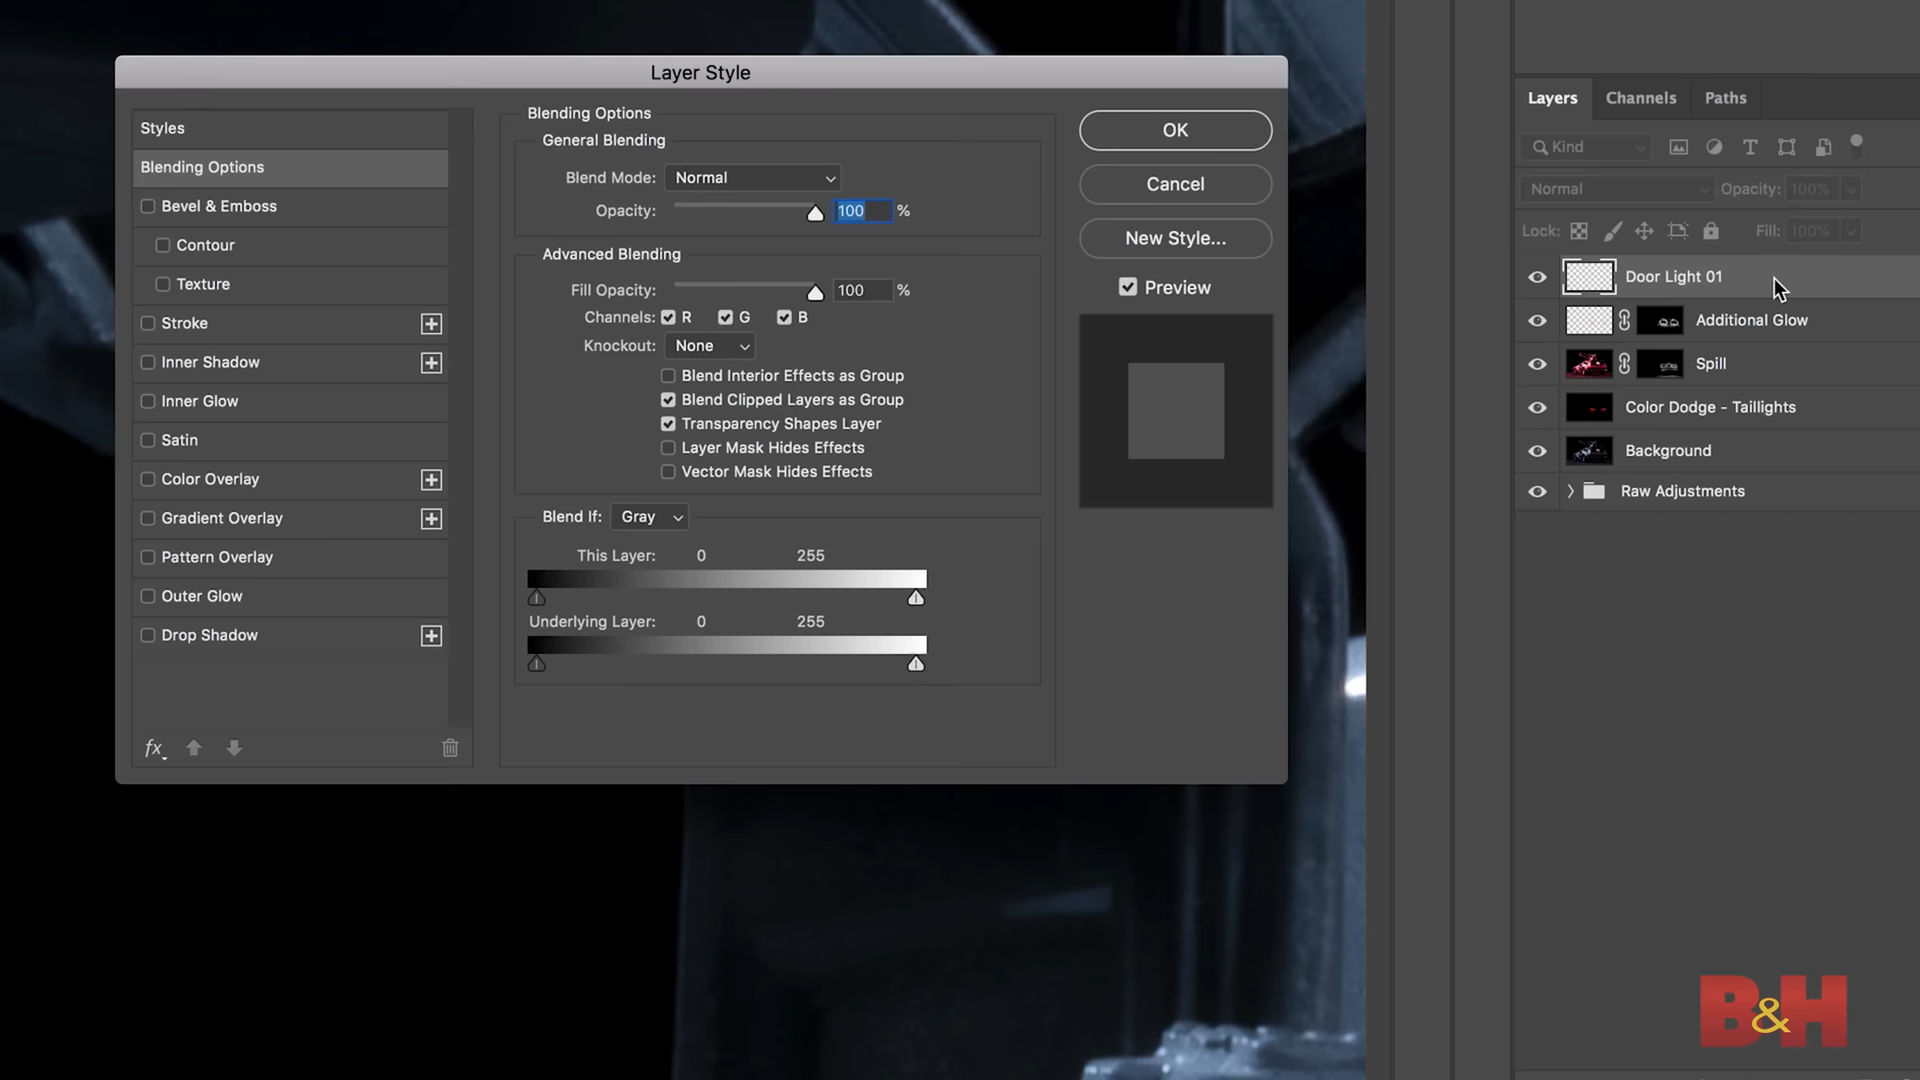 Layer Style
Styles
Blending Options
Bevel & Emboss
Contour
Texture
Stroke
Inner Shadow
Inner Glow
Satin
Color Overlay
Gradient Overlay
Pattern Overlay
Outer Glow
Drop Shadow
fx
Blending Options
General Blending
Blend Mode: Normal
Opacity: 100 %
Advanced Blending
Fill Opacity: 100 %
Channels: R G B
Knockout: None
Blend Interior Effects as Group
Blend Clipped Layers as Group
Transparency Shapes Layer
Layer Mask Hides Effects
Vector Mask Hides Effects
Blend If: Gray
This Layer: 0 255
Underlying Layer: 0 255
OK
Cancel
New Style...
Preview
Layers Channels Paths
Kind
Normal Opacity: 100%
Lock: Fill: 100%
Door Light 01
Additional Glow
Spill
Color Dodge - Taillights
Background
Raw Adjustments
B&H